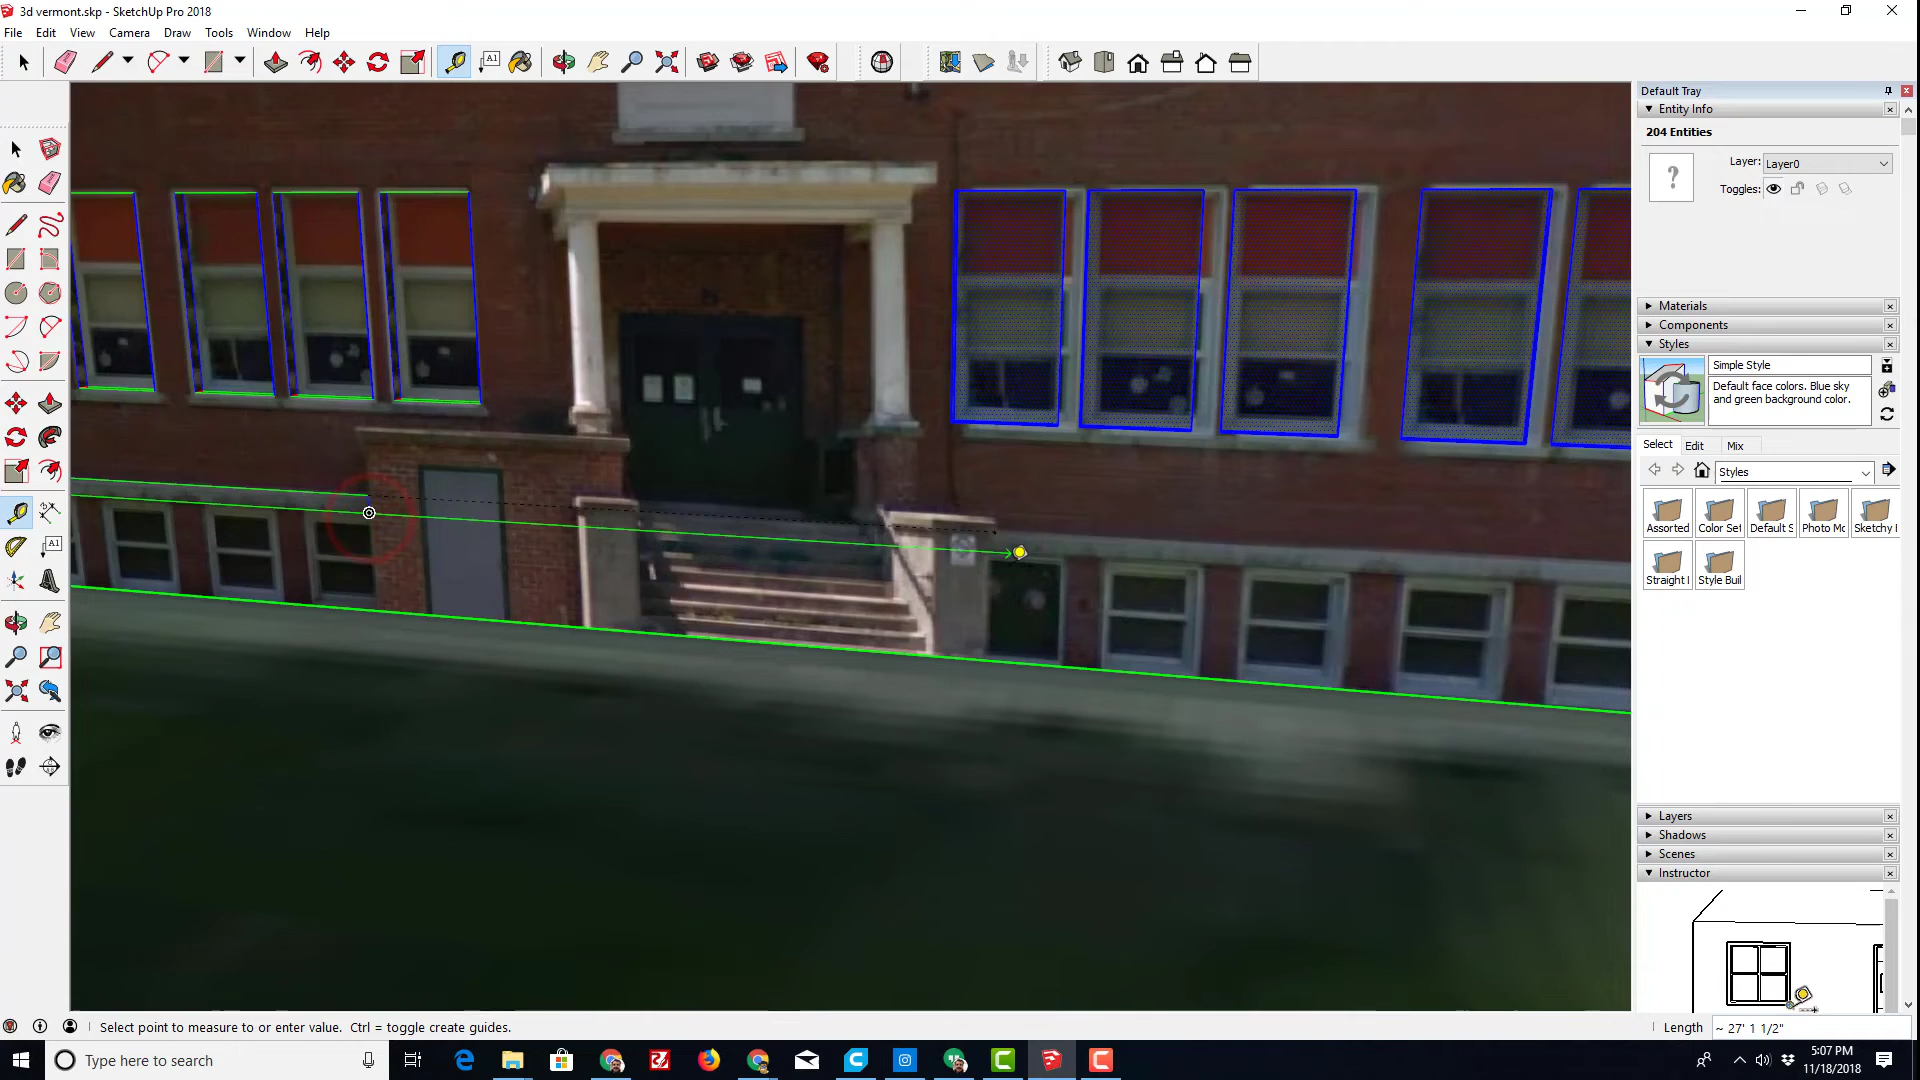 3d vermont.skp - SketchUp Pro 2018
File Edit View Camera Draw Tools Window Help
A1
Default Tray
Entity Info
204 Entities
Layer: Layer0
?
Toggles:
Materials
Components
Styles
Simple Style
Default face colors. Blue sky
and green background color.
Select Edit Mix
Styles
Assorted Color Set Default S Photo Mo Sketchy I
Straight I Style Buil
A1
Layers
Shadows
Scenes
Instructor
Select point to measure to or enter value. Ctrl = toggle create guides.
Length ~ 27' 1 1/2"
Type here to search
5:07 PM
11/18/2018